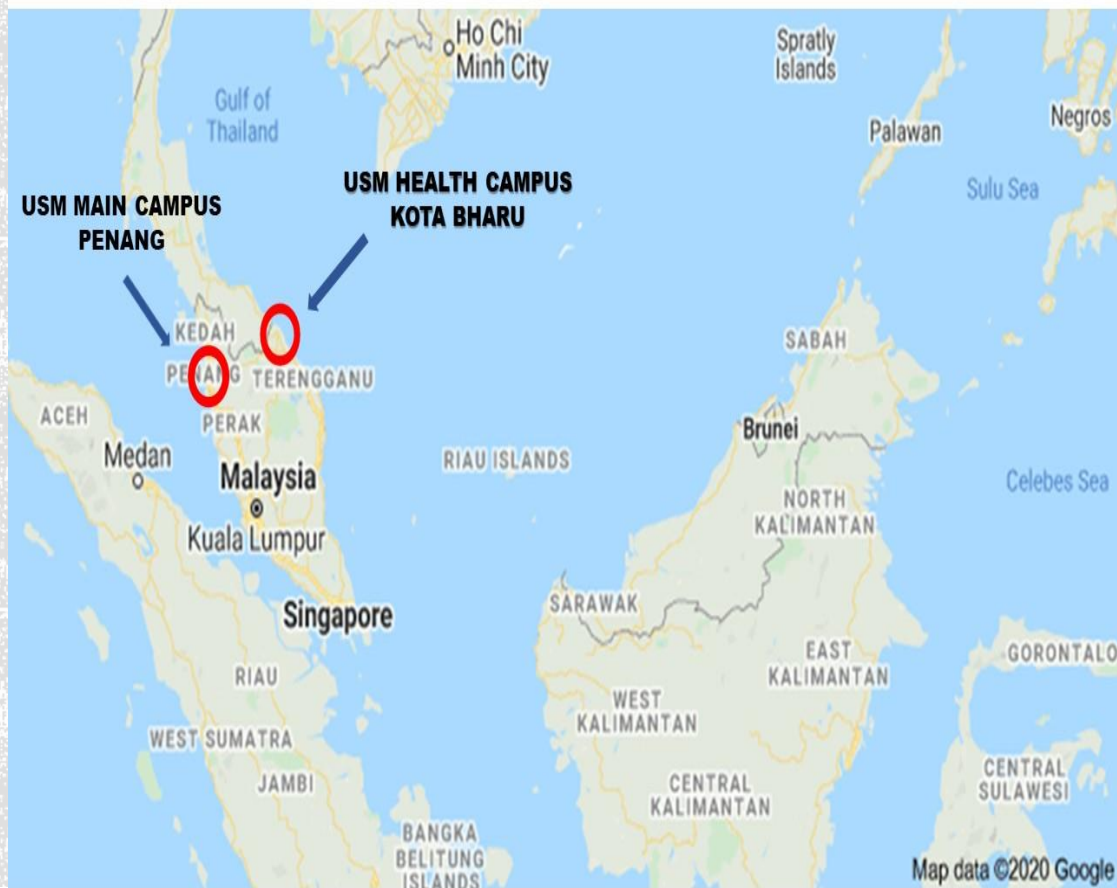 Ho Chi
Minh City
Spratly
Islands
Gulf of
Thailand
Negros
Palawan
USM HEALTH CAMPUS
KOTA BHARU
Sulu Sea
USM MAIN CAMPUS
PENANG
KEDAH
SABAH
PENANG
TERENGGANU
ACEH
PERAK
Brunei
Medan
RIAU ISLANDS
Malaysia
Celebes Sea
NORTH
KALIMANTAN
Kuala Lumpur
SARAWAK
Singapore
EAST
KALIMANTAN
GORONTALO
RIAU
WEST
KALIMANTAN
WEST SUMATRA
JAMBI
CENTRAL
KALIMANTAN
CENTRAL
SULAWESI
BANGKA
BELITUNG
ISLANDS
Map data ©2020 Google